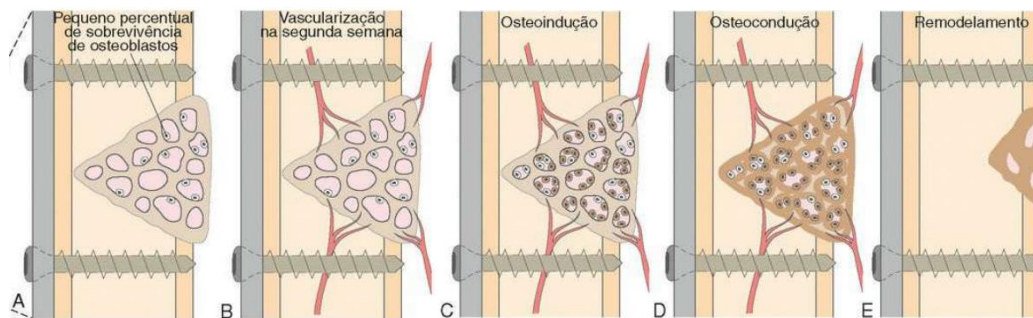 Pequeno percentual
de sobrevivência
de osteoblastos
Vascularização
na segunda semana
Osteoindução
Osteocondução
Remodelamento
A
B
C
D
E